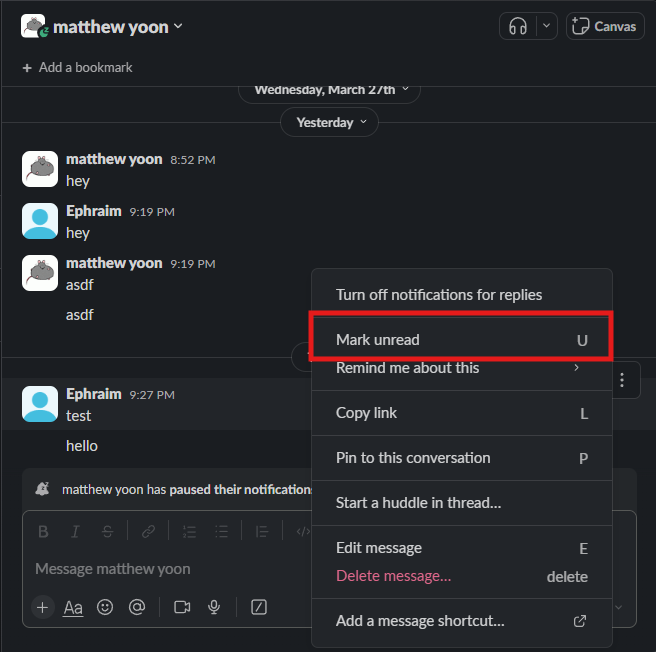 matthew yoon
Canvas
+ Add a bookmark
Wednesday, March 27th
Yesterday
matthew yoon 8:52 PM
hey
Ephraim 9:19 PM
hey
matthew yoon 9:19 PM
asdf
asdf
Ephraim 9:27 PM
test
hello
matthew yoon has paused their notifications
B I S
Message matthew yoon
+ Aa @
Turn off notifications for replies
Mark unread U
Remind me about this
Copy link L
Pin to this conversation P
Start a huddle in thread...
Edit message E
Delete message... delete
Add a message shortcut...